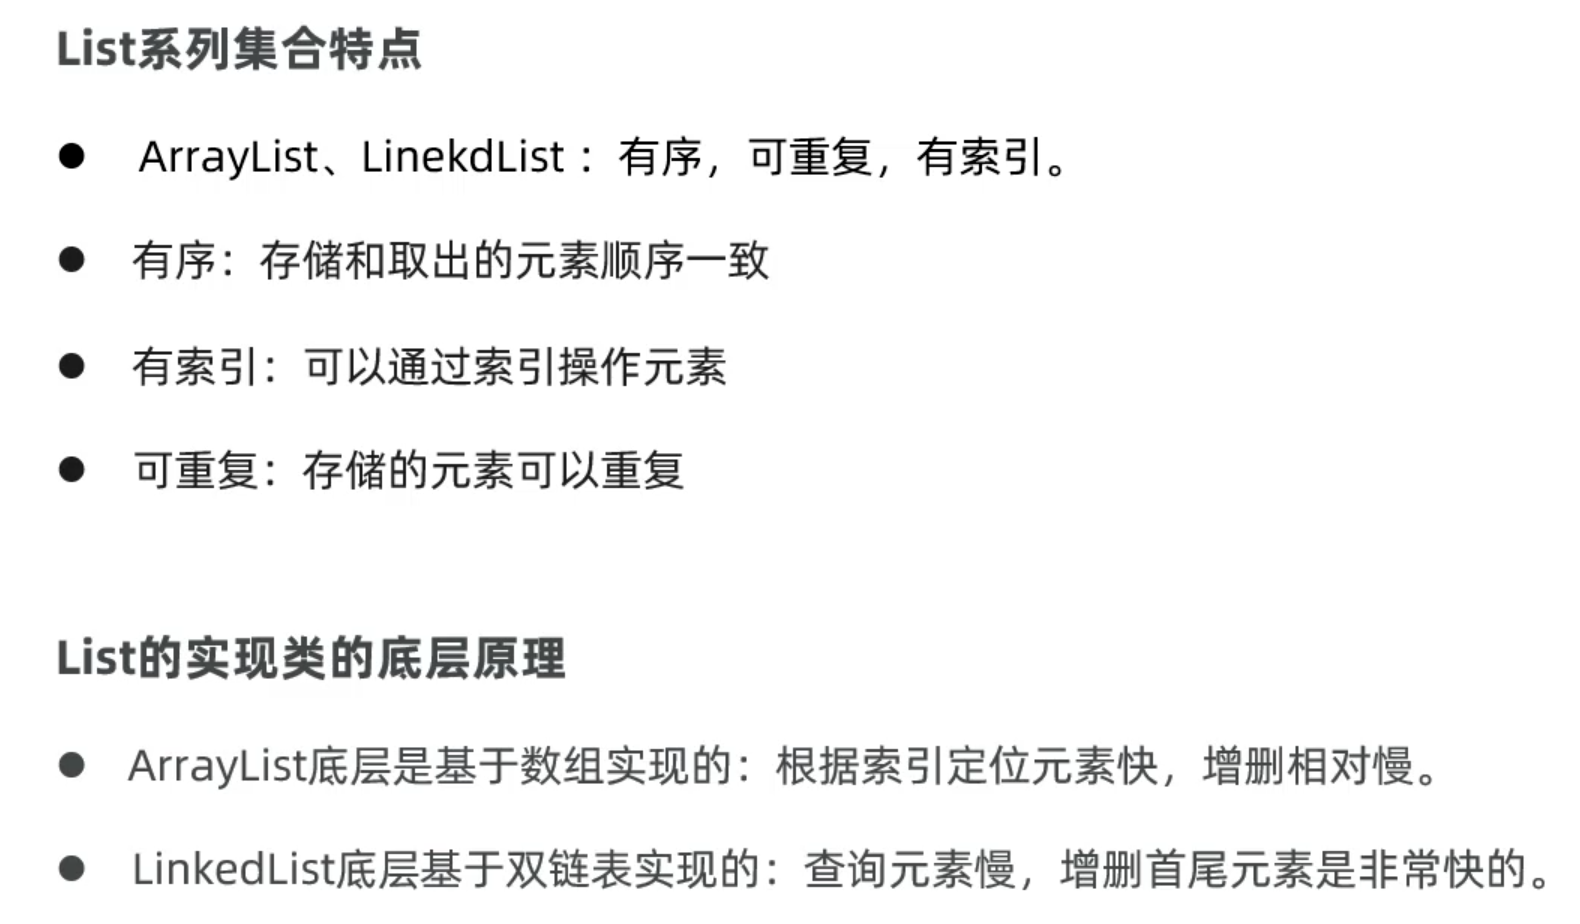 List系列集合特点
● ArrayList、LinekdList ：有序，可重复，有索引。
● 有序：存储和取出的元素顺序一致
● 有索引：可以通过索引操作元素
● 可重复：存储的元素可以重复
List的实现类的底层原理
● ArrayList底层是基于数组实现的：根据索引定位元素快，增删相对慢。
● LinkedList底层基于双链表实现的：查询元素慢，增删首尾元素是非常快的。